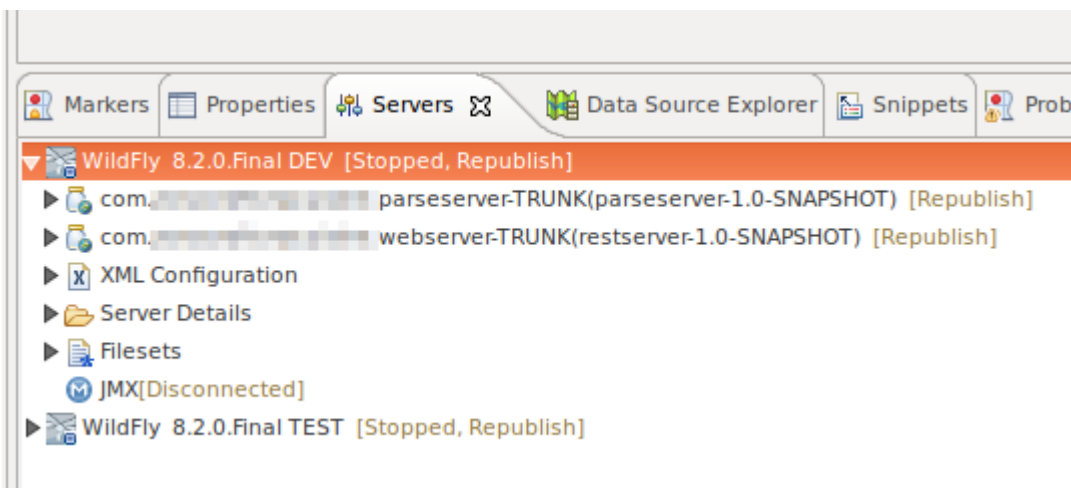 Markers Properties Servers Data Source Explorer Snippets Prob
WildFly 8.2.0.Final DEV [Stopped, Republish]
com. parseserver-TRUNK(parseserver-1.0-SNAPSHOT) [Republish]
com. webserver-TRUNK(restserver-1.0-SNAPSHOT) [Republish]
XML Configuration
Server Details
Filesets
JMX[Disconnected]
WildFly 8.2.0.Final TEST [Stopped, Republish]